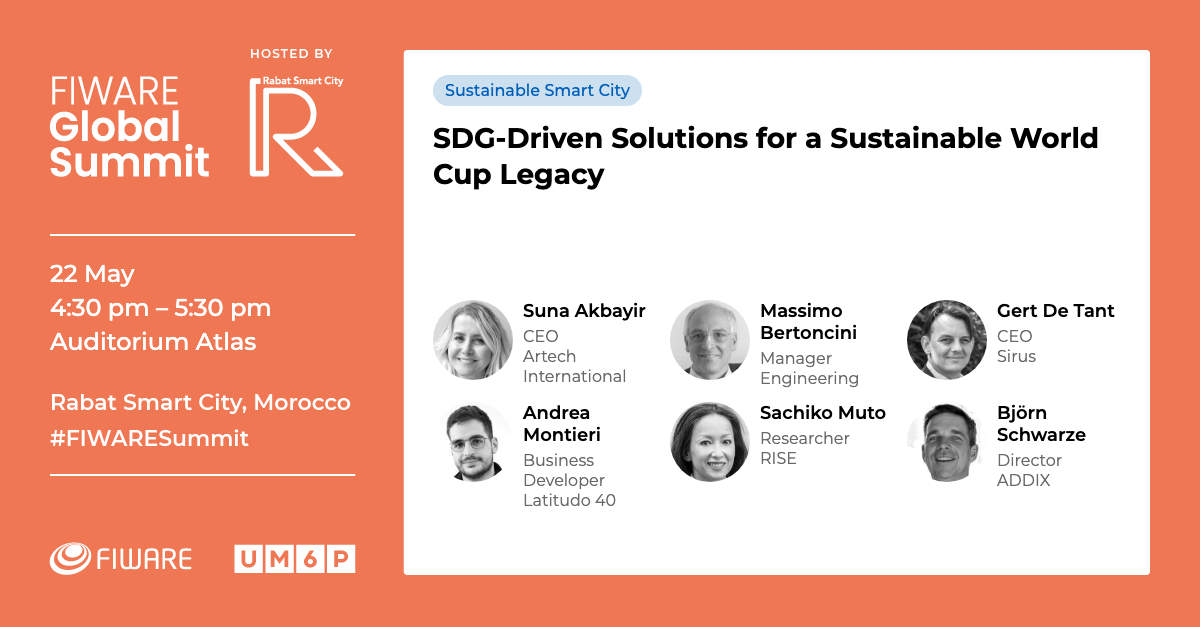 HOSTED BY
FIWARE
Global
Summit
Rabat Smart City
R
22 May
4:30 pm – 5:30 pm
Auditorium Atlas
Rabat Smart City, Morocco
#FIWARESummit
FIWARE
UM6P
Sustainable Smart City
SDG-Driven Solutions for a Sustainable World
Cup Legacy
Suna Akbayir
CEO
Artech
International
Massimo
Bertoncini
Manager
Engineering
Gert De Tant
CEO
Sirus
Andrea
Montieri
Business
Developer
Latitudo 40
Sachiko Muto
Researcher
RISE
Björn
Schwarze
Director
ADDIX